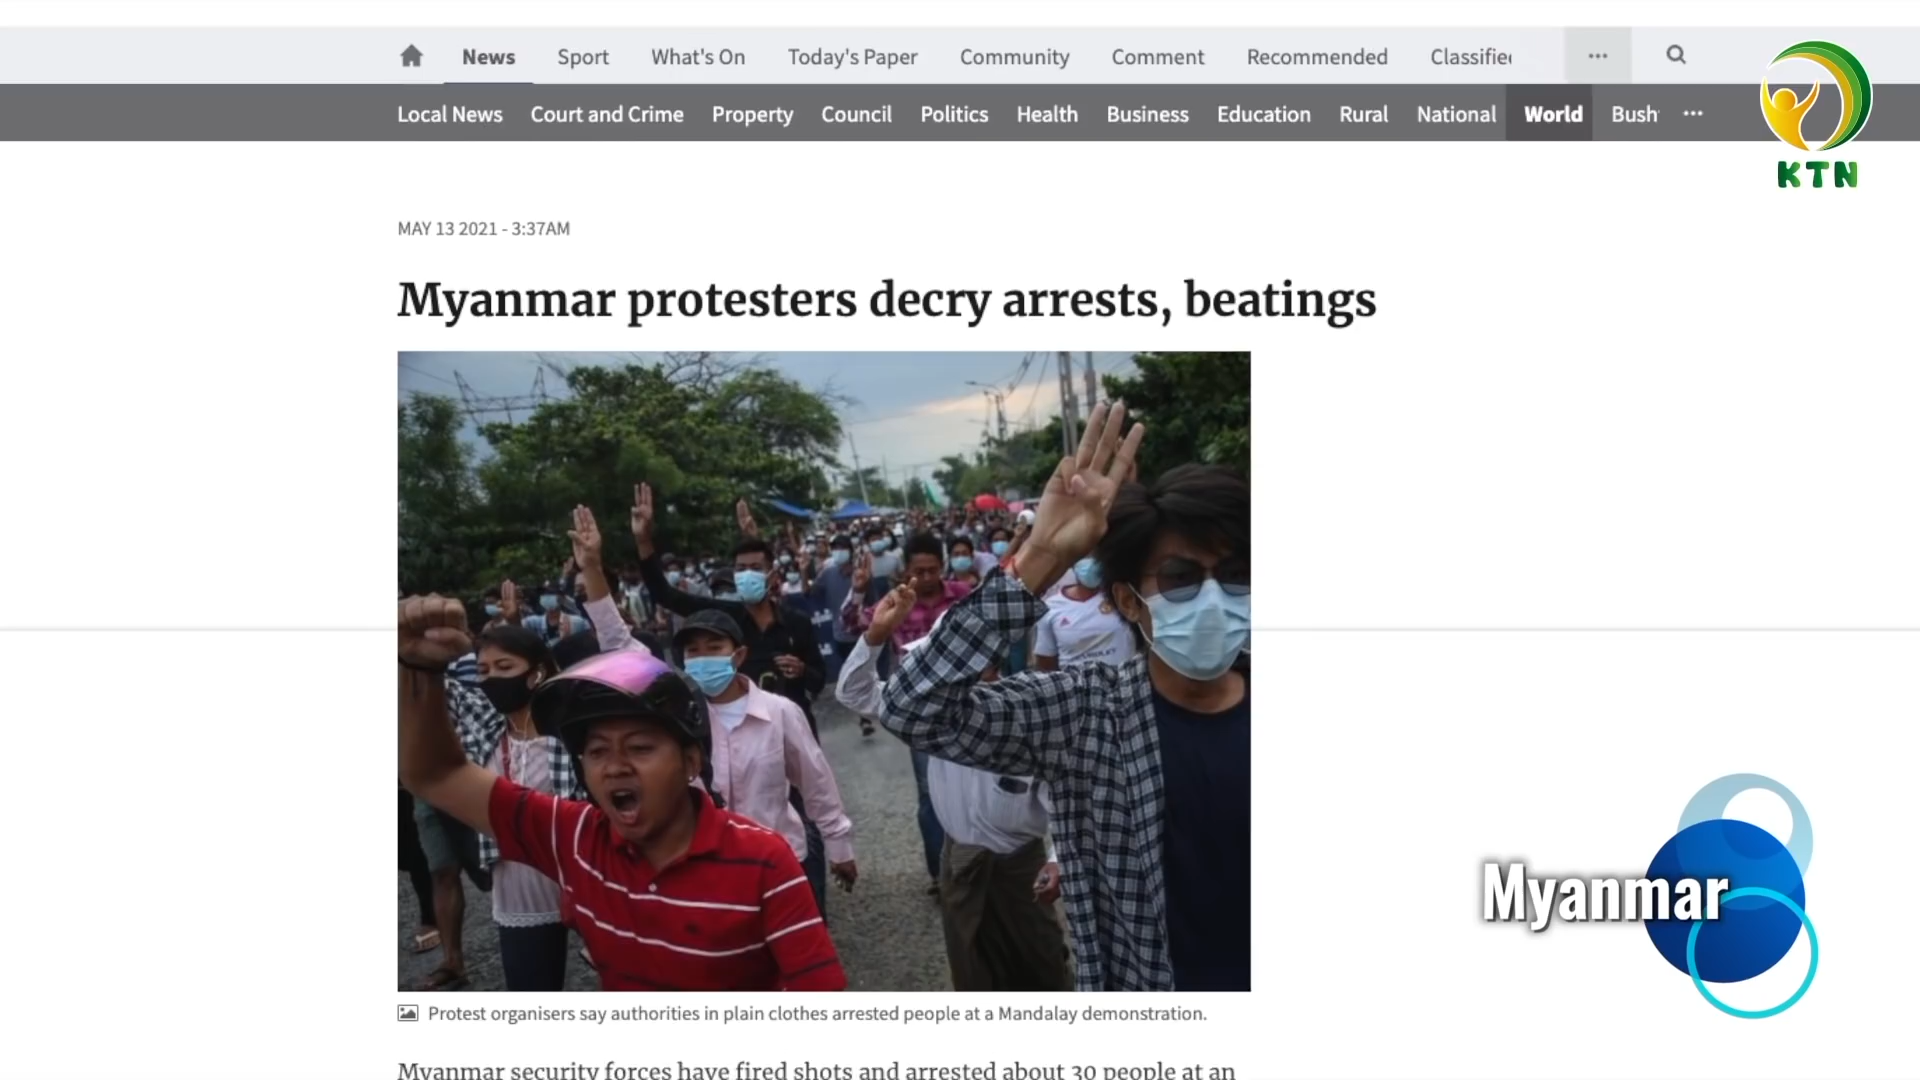 News Sport What's On Today's Paper Community Comment Recommended Classifie ...
Local News Court and Crime Property Council Politics Health Business Education Rural National World Bush ...
KTN
MAY 13 2021 - 3:37AM
Myanmar protesters decry arrests, beatings
Myanmar
Protest organisers say authorities in plain clothes arrested people at a Mandalay demonstration.
Myanmar security forces have fired shots and arrested about 30 people at an